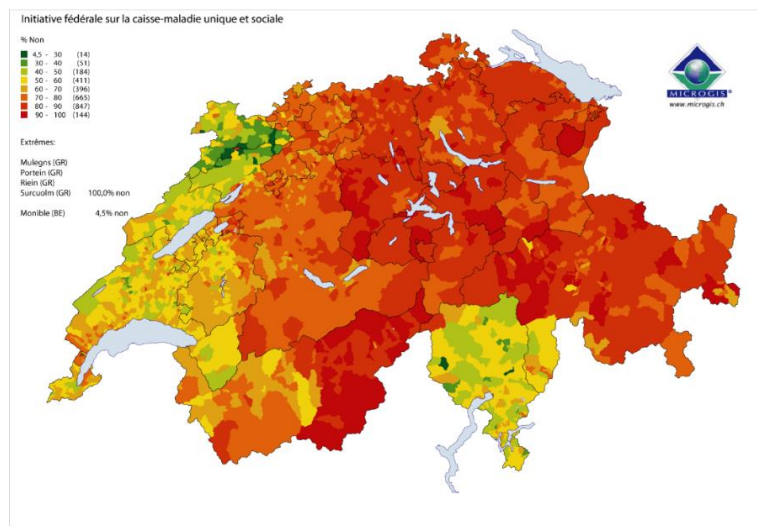 Initiative fédérale sur la caisse-maladie unique et sociale
% Non
4,5 - 30 (14)
30 - 40 (51)
40 - 50 (184)
50 - 60 (411)
60 - 70 (396)
70 - 80 (665)
80 - 90 (847)
90 - 100 (144)
Extrêmes:
Mulegns (GR)
Portein (GR)
Riein (GR)
Surcuolm (GR) 100,0% non
Monible (BE) 4,5% non
MICROGIS®
www.microgis.ch